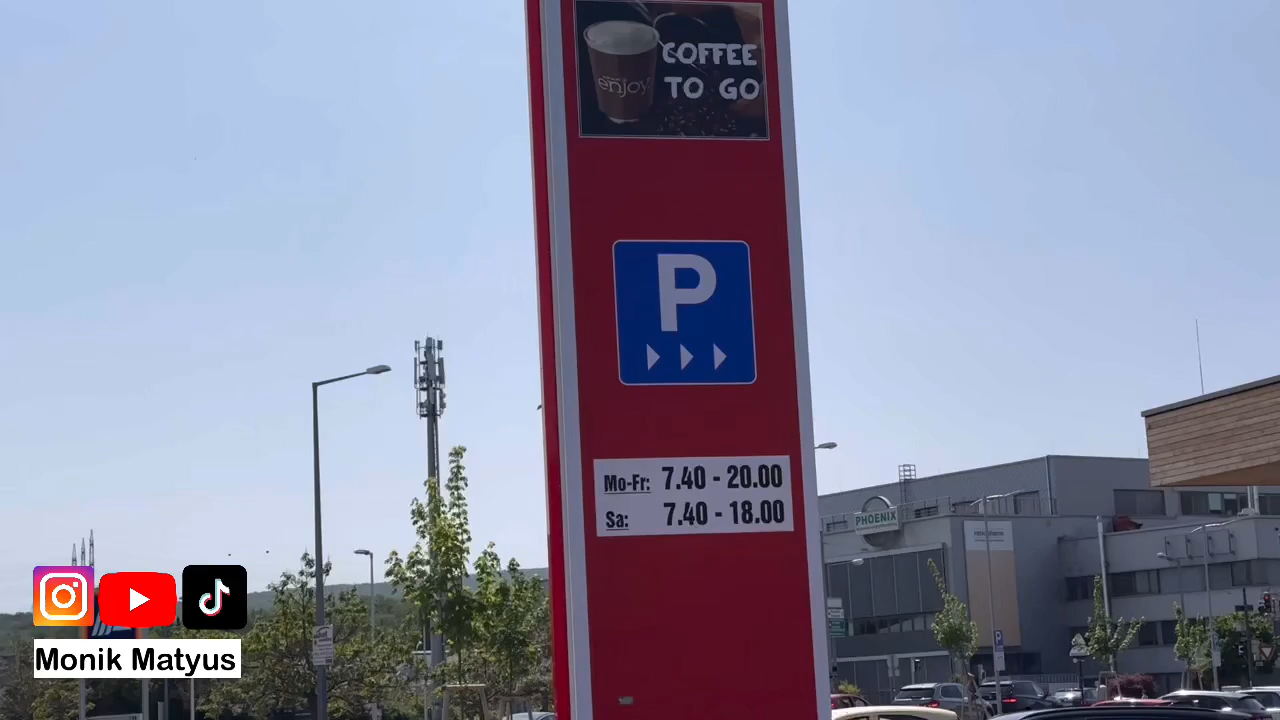 enjoy
COFFEE
TO GO
P
Mo-Fr: 7.40 - 20.00
Sa: 7.40 - 18.00
PHOENIX
P
Monik Matyus